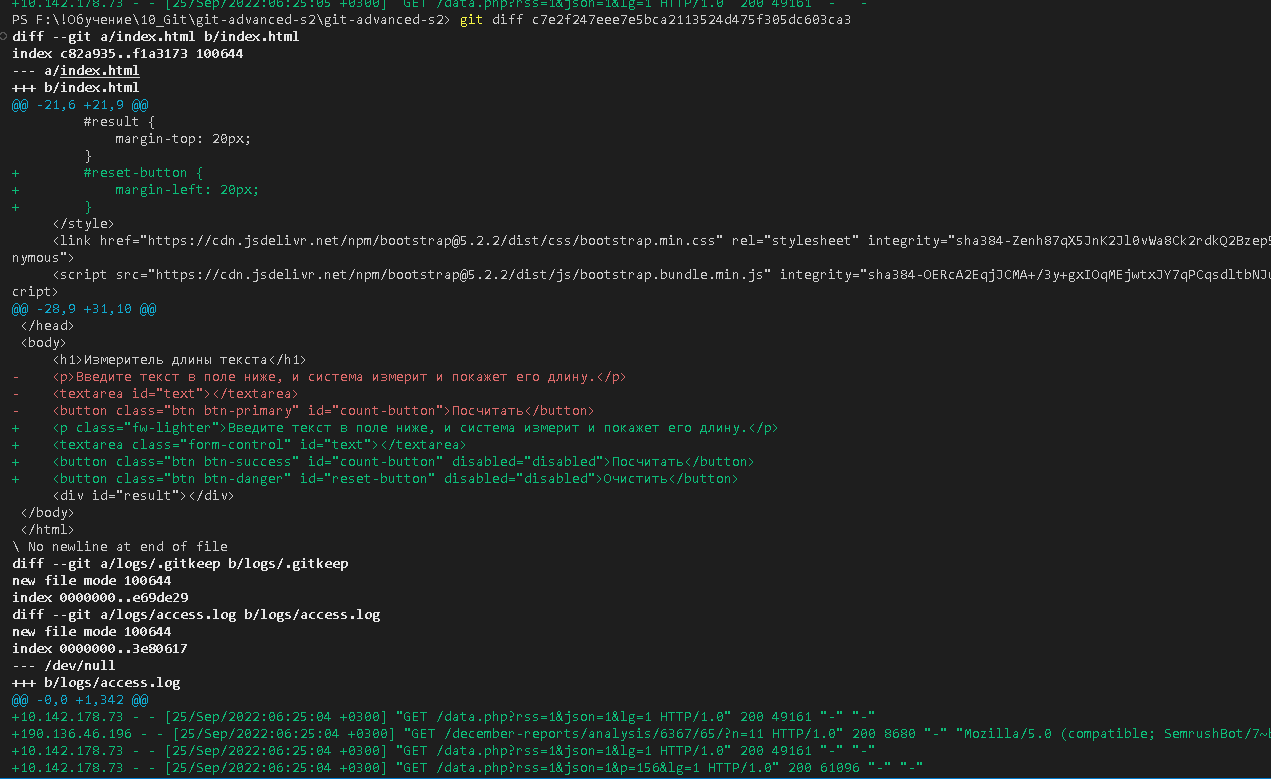 +10.142.178.73 - - [25/Sep/2022:06:25:05 +0300] "GET /data.php?rss=1&json=1&lg=1 HTTP/1.0" 200 49161 "-" "-"
PS F:\!Обучение\10_Git\git-advanced-s2\git-advanced-s2> git diff c7e2f247eee7e5bca2113524d475f305dc603ca3
diff --git a/index.html b/index.html
index c82a935..f1a3173 100644
--- a/index.html
+++ b/index.html
@@ -21,6 +21,9 @@
         #result {
             margin-top: 20px;
         }
+        #reset-button {
+            margin-left: 20px;
+        }
     </style>
     <link href="https://cdn.jsdelivr.net/npm/bootstrap@5.2.2/dist/css/bootstrap.min.css" rel="stylesheet" integrity="sha384-Zenh87qX5JnK2Jl0vWa8Ck2rdkQ2Bzep5
nymous">
     <script src="https://cdn.jsdelivr.net/npm/bootstrap@5.2.2/dist/js/bootstrap.bundle.min.js" integrity="sha384-OERcA2EqjJCMA+/3y+gxIOqMEjwtxJY7qPCqsdltbNJu
cript>
@@ -28,9 +31,10 @@
 </head>
 <body>
     <h1>Измеритель длины текста</h1>
-    <p>Введите текст в поле ниже, и система измерит и покажет его длину.</p>
-    <textarea id="text"></textarea>
-    <button class="btn btn-primary" id="count-button">Посчитать</button>
+    <p class="fw-lighter">Введите текст в поле ниже, и система измерит и покажет его длину.</p>
+    <textarea class="form-control" id="text"></textarea>
+    <button class="btn btn-success" id="count-button" disabled="disabled">Посчитать</button>
+    <button class="btn btn-danger" id="reset-button" disabled="disabled">Очистить</button>
     <div id="result"></div>
 </body>
 </html>
\ No newline at end of file
diff --git a/logs/.gitkeep b/logs/.gitkeep
new file mode 100644
index 0000000..e69de29
diff --git a/logs/access.log b/logs/access.log
new file mode 100644
index 0000000..3e80617
--- /dev/null
+++ b/logs/access.log
@@ -0,0 +1,342 @@
+10.142.178.73 - - [25/Sep/2022:06:25:04 +0300] "GET /data.php?rss=1&json=1&lg=1 HTTP/1.0" 200 49161 "-" "-"
+190.136.46.196 - - [25/Sep/2022:06:25:04 +0300] "GET /december-reports/analysis/6367/65/?n=11 HTTP/1.0" 200 8680 "-" "Mozilla/5.0 (compatible; SemrushBot/7~b
+10.142.178.73 - - [25/Sep/2022:06:25:04 +0300] "GET /data.php?rss=1&json=1&lg=1 HTTP/1.0" 200 49161 "-" "-"
+10.142.178.73 - - [25/Sep/2022:06:25:04 +0300] "GET /data.php?rss=1&json=1&p=156&lg=1 HTTP/1.0" 200 61096 "-" "-"